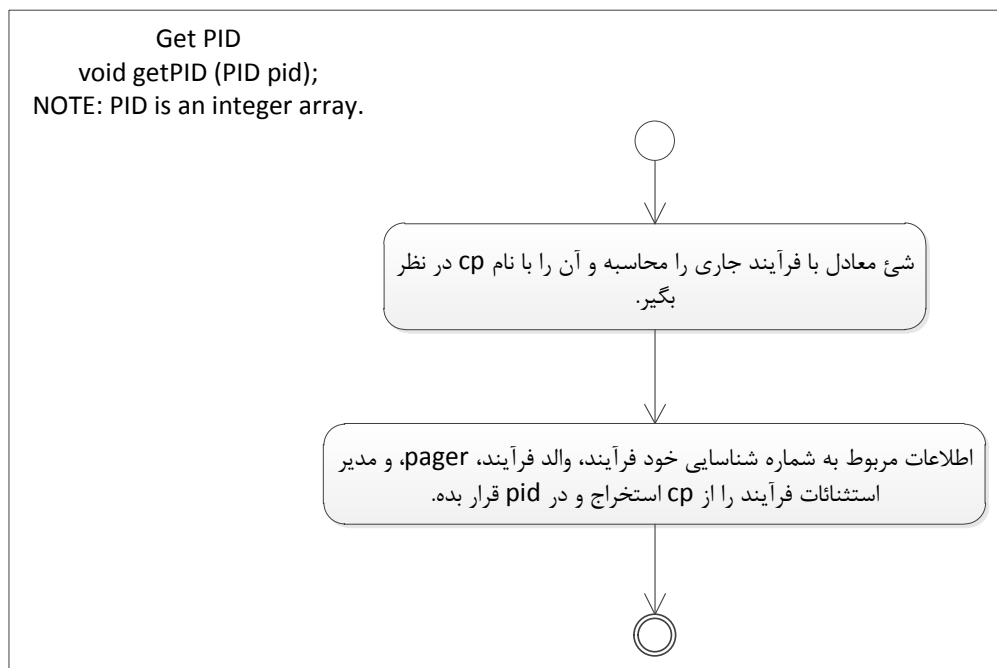 Get PID
void getPID (PID pid);
NOTE: PID is an integer array.
شئ معادل با فرآیند جاری را محاسبه و آن را با نام cp در نظر
بگیر.
اطلاعات مربوط به شماره شناسایی خود فرآیند، والد فرآیند، pager، و مدیر
استثنائات فرآیند را از cp استخراج و در pid قرار بده.